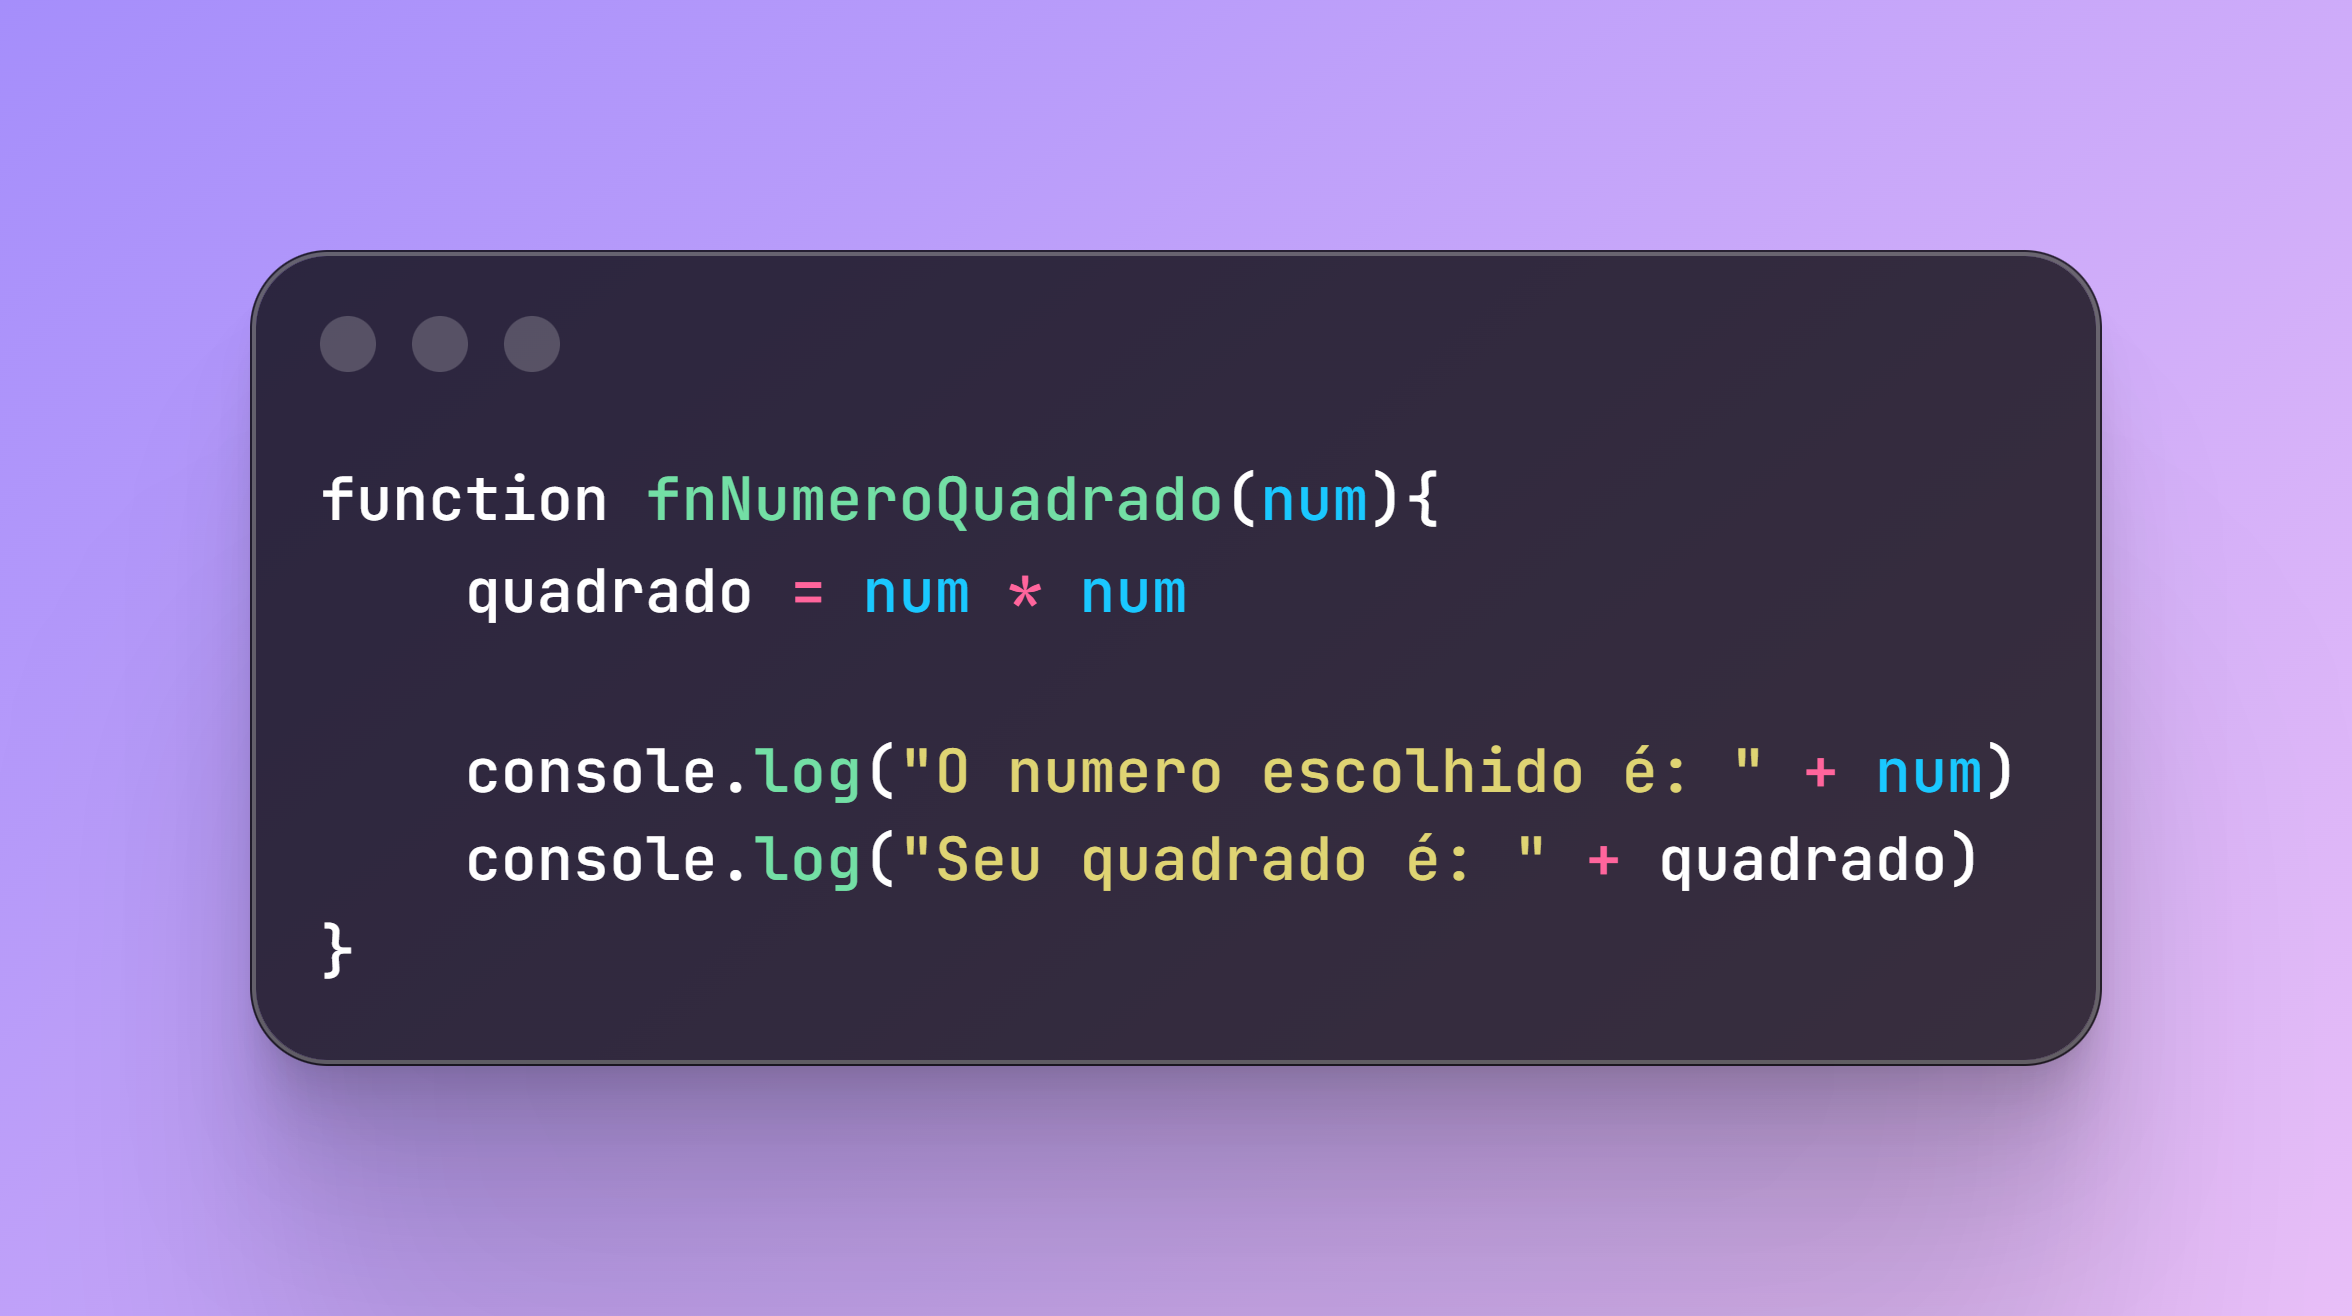 function fnNumeroQuadrado(num){
    quadrado = num * num

    console.log("O numero escolhido é: " + num)
    console.log("Seu quadrado é: " + quadrado)
}